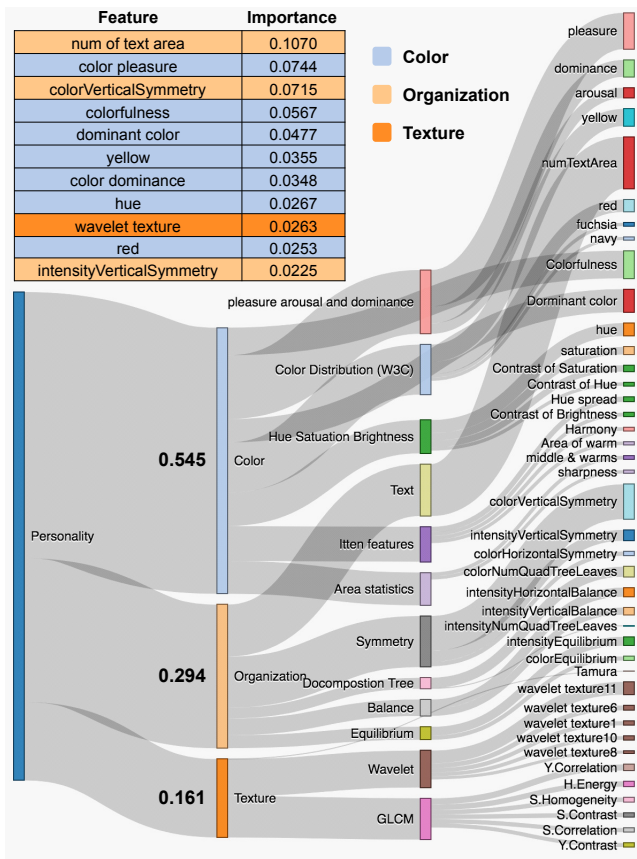 Feature Importance
num of text area 0.1070
color pleasure 0.0744
colorVerticalSymmetry 0.0715
colorfulness 0.0567
dominant color 0.0477
yellow 0.0355
color dominance 0.0348
hue 0.0267
wavelet texture 0.0263
red 0.0253
intensityVerticalSymmetry 0.0225
Color
Organization
Texture
Personality
0.545 Color
0.294 Organization
0.161 Texture
pleasure arousal and dominance
Color Distribution (W3C)
Hue Satuation Brightness
Text
Itten features
Area statistics
Symmetry
Docompostion Tree
Balance
Equilibrium
Wavelet
GLCM
pleasure
dominance
arousal
yellow
numTextArea
red
fuchsia
navy
Colorfulness
Dorminant color
hue
saturation
Contrast of Saturation
Contrast of Hue
Hue spread
Contrast of Brightness
Harmony
Area of warm
middle & warms
sharpness
colorVerticalSymmetry
intensityVerticalSymmetry
colorHorizontalSymmetry
colorNumQuadTreeLeaves
intensityHorizontalBalance
intensityVerticalBalance
intensityNumQuadTreeLeaves
intensityEquilibrium
colorEquilibrium
Tamura
wavelet texture11
wavelet texture6
wavelet texture1
wavelet texture10
wavelet texture8
Y.Correlation
H.Energy
S.Homogeneity
S.Contrast
S.Correlation
Y.Contrast